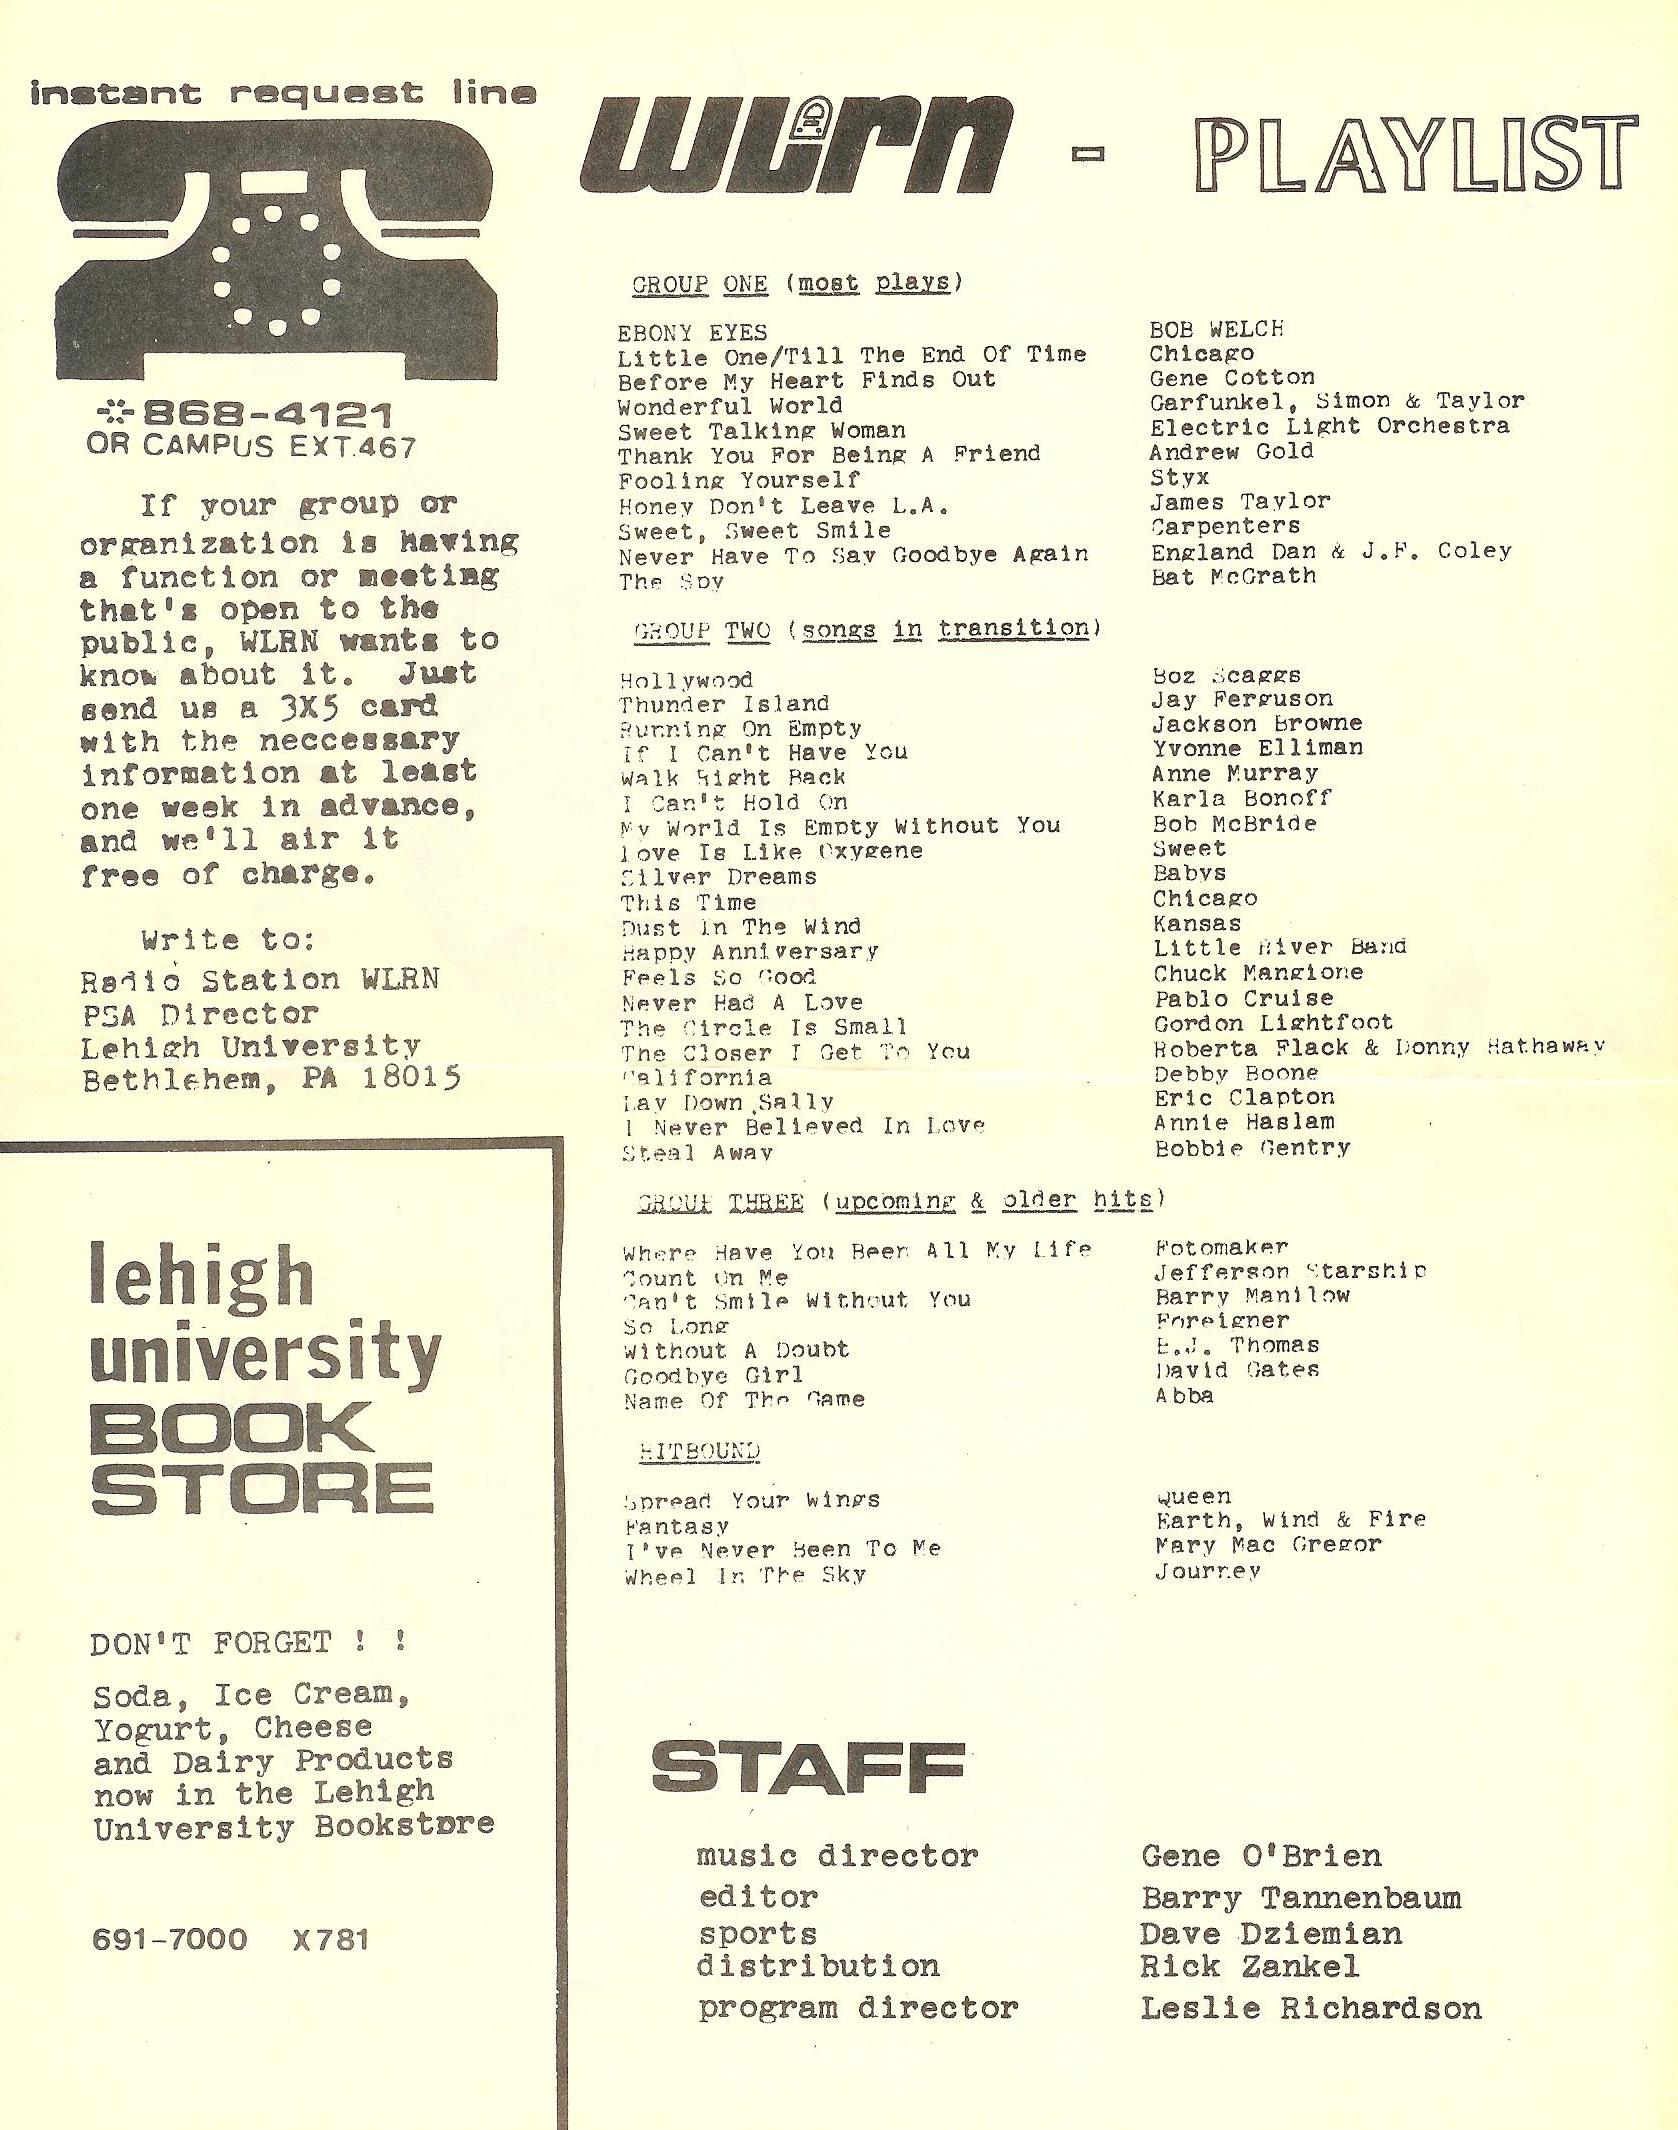 instant request line
868-4121
OR CAMPUS EXT.467
If your group or
organization is having
a function or meeting
that's open to the
public, WLRN wants to
know about it. Just
send us a 3X5 card
with the neccessary
information at least
one week in advance,
and we'll air it
free of charge.
Write to:
Radio Station WLRN
PSA Director
Lehigh University
Bethlehem, PA 18015
lehigh
university
BOOK
STORE
DON'T FORGET ! !
Soda, Ice Cream,
Yogurt, Cheese
and Dairy Products
now in the Lehigh
University Bookstore
691-7000 X781
WLrn - PLAYLIST
GROUP ONE (most plays)
EBONY EYES BOB WELCH
Little One/Till The End Of Time Chicago
Before My Heart Finds Out Gene Cotton
Wonderful World Garfunkel, Simon & Taylor
Sweet Talking Woman Electric Light Orchestra
Thank You For Being A Friend Andrew Gold
Fooling Yourself Styx
Honey Don't Leave L.A. James Taylor
Sweet, Sweet Smile Carpenters
Never Have To Say Goodbye Again England Dan & J.F. Coley
The Spy Bat McGrath
GROUP TWO (songs in transition)
Hollywood Boz Scaggs
Thunder Island Jay Ferguson
Running On Empty Jackson Browne
If I Can't Have You Yvonne Elliman
Walk Right Back Anne Murray
I Can't Hold On Karla Bonoff
My World Is Empty Without You Bob McBride
Love Is Like Oxygene Sweet
Silver Dreams Babys
This Time Chicago
Dust In The Wind Kansas
Happy Anniversary Little River Band
Feels So Good Chuck Mangione
Never Had A Love Pablo Cruise
The Circle Is Small Gordon Lightfoot
The Closer I Get To You Roberta Flack & Donny Hathaway
California Debby Boone
Lay Down Sally Eric Clapton
I Never Believed In Love Annie Haslam
Steal Away Bobbie Gentry
GROUP THREE (upcoming & older hits)
Where Have You Been All My Life Fotomaker
Count On Me Jefferson Starship
Can't Smile Without You Barry Manilow
So Long Foreigner
Without A Doubt B.J. Thomas
Goodbye Girl David Gates
Name Of The Game Abba
HITBOUND
Spread Your Wings Queen
Fantasy Earth, Wind & Fire
I've Never Been To Me Mary Mac Gregor
Wheel In The Sky Journey
STAFF
music director Gene O'Brien
editor Barry Tannenbaum
sports Dave Dziemian
distribution Rick Zankel
program director Leslie Richardson